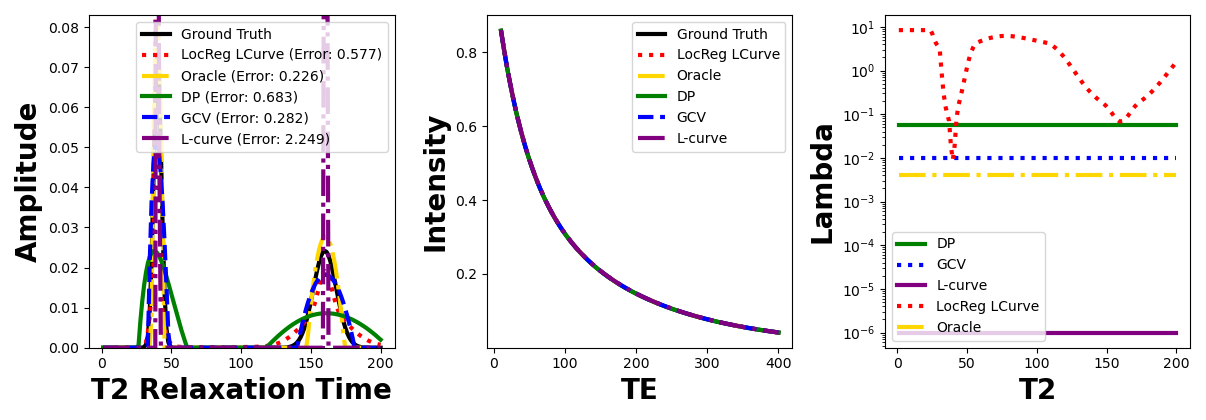 0.08
0.07
0.06
0.05
0.04
0.03
0.02
0.01
0.00
Amplitude
Ground Truth
LocReg LCurve (Error: 0.577)
Oracle (Error: 0.226)
DP (Error: 0.683)
GCV (Error: 0.282)
L-curve (Error: 2.249)
0 50 100 150 200
T2 Relaxation Time
0.8
0.6
0.4
0.2
Intensity
Ground Truth
LocReg LCurve
Oracle
DP
GCV
L-curve
0 100 200 300 400
TE
10¹
10⁰
10⁻¹
10⁻²
10⁻³
10⁻⁴
10⁻⁵
10⁻⁶
Lambda
DP
GCV
L-curve
LocReg LCurve
Oracle
0 50 100 150 200
T2